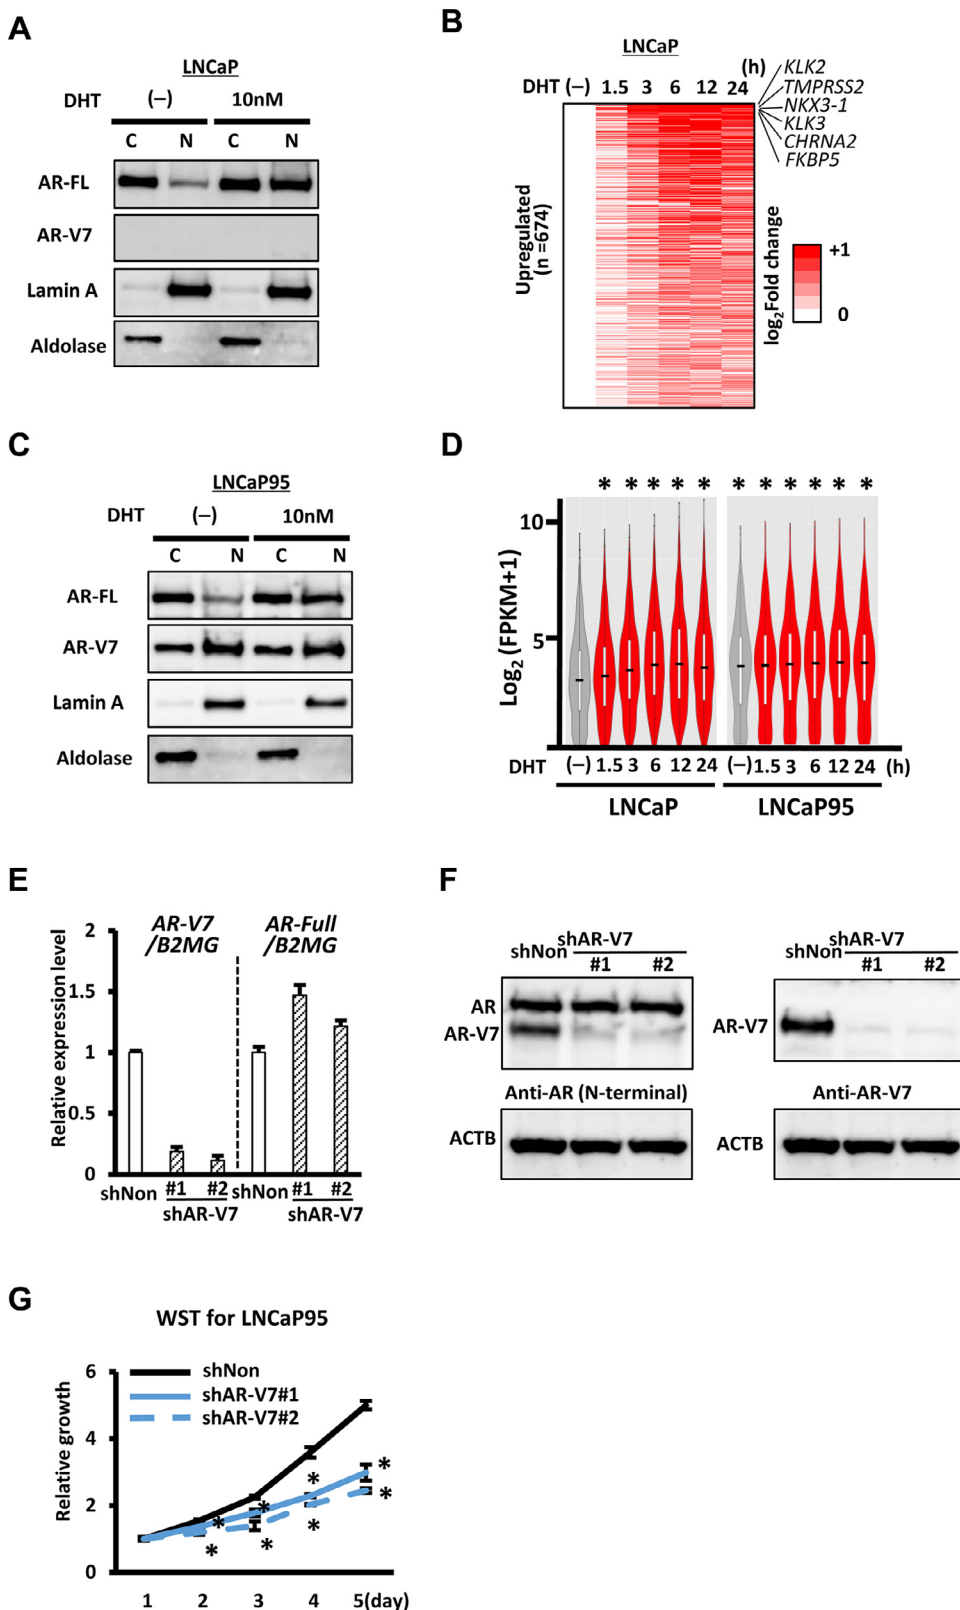 A
LNCaP
DHT (–) 10nM
C N C N
AR-FL
AR-V7
Lamin A
Aldolase
B
LNCaP
(h)
DHT (–) 1.5 3 6 12 24
KLK2
TMPRSS2
NKX3-1
KLK3
CHRNA2
FKBP5
Upregulated
(n =674)
log2Fold change
+1
0
C
LNCaP95
DHT (–) 10nM
C N C N
AR-FL
AR-V7
Lamin A
Aldolase
D
* * * * * * * * * * *
Log2 (FPKM+1)
10
5
DHT (–) 1.5 3 6 12 24 (–) 1.5 3 6 12 24 (h)
LNCaP LNCaP95
E
Relative expression level
2
1.5
1
0.5
0
AR-V7
/B2MG
AR-Full
/B2MG
shNon #1 #2 shNon #1 #2
shAR-V7 shAR-V7
F
shNon shAR-V7
#1 #2
AR
AR-V7
Anti-AR (N-terminal)
ACTB
shNon shAR-V7
#1 #2
AR-V7
Anti-AR-V7
ACTB
G
WST for LNCaP95
Relative growth
6
4
2
0
shNon
shAR-V7#1
shAR-V7#2
* * * * * * * *
1 2 3 4 5(day)